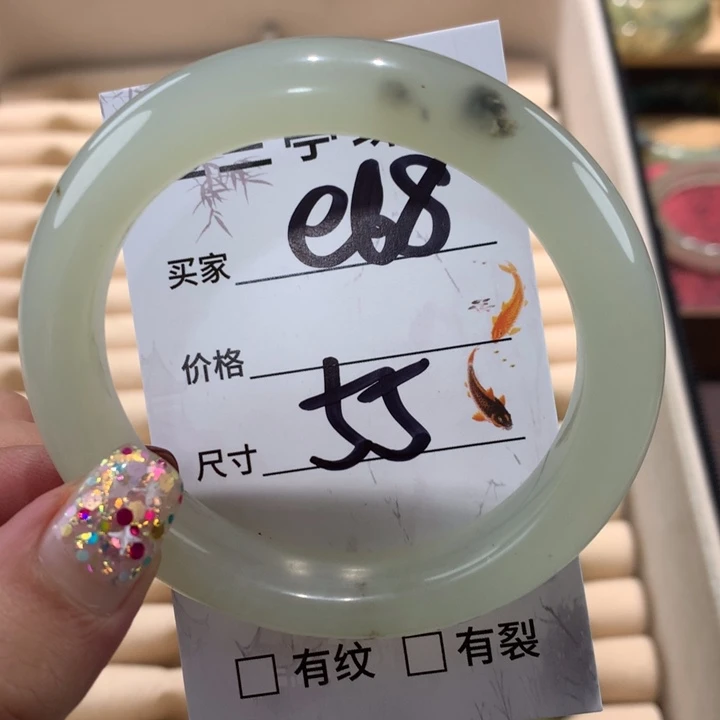 买家 e68
价格
尺寸 55
□ 有纹 □ 有裂